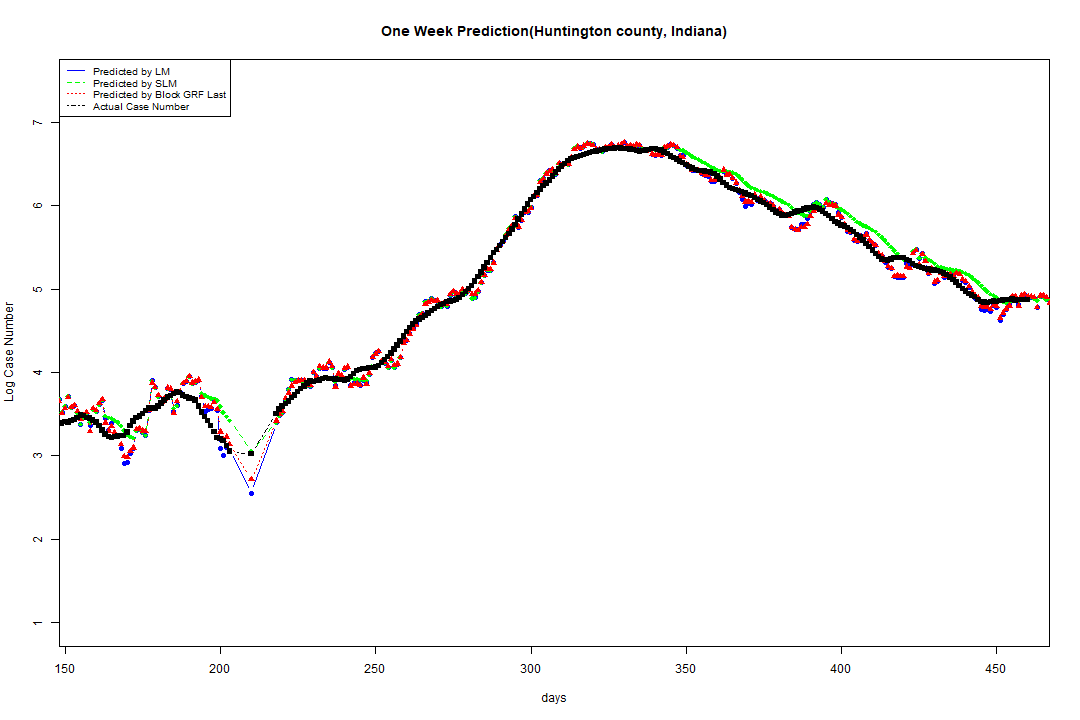 One Week Prediction(Huntington county, Indiana)
Predicted by LM
Predicted by SLM
Predicted by Block GRF Last
Actual Case Number
Log Case Number
7
6
5
4
3
2
1
150 200 250 300 350 400 450
days